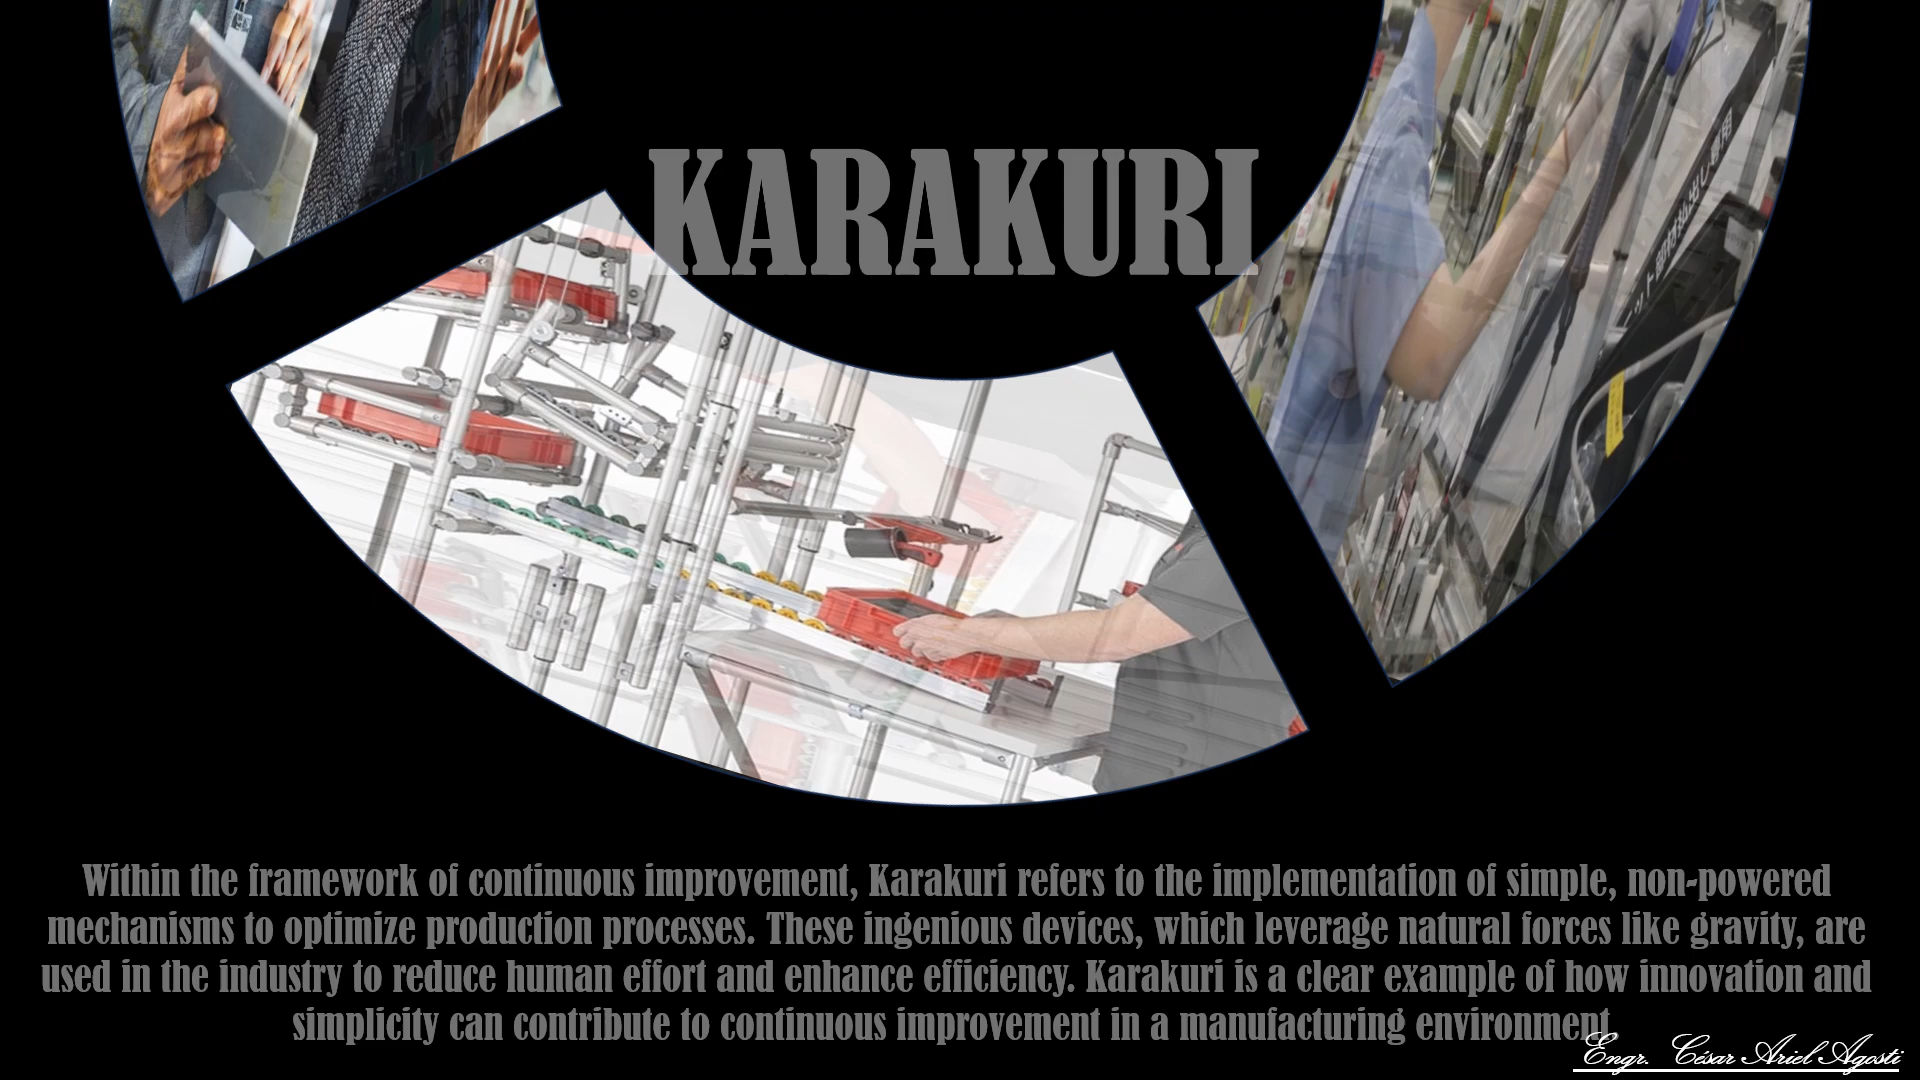 KARAKURI
Within the framework of continuous improvement, Karakuri refers to the implementation of simple, non-powered
mechanisms to optimize production processes. These ingenious devices, which leverage natural forces like gravity, are
used in the industry to reduce human effort and enhance efficiency. Karakuri is a clear example of how innovation and
simplicity can contribute to continuous improvement in a manufacturing environment
Engr. César Ariel Agosti